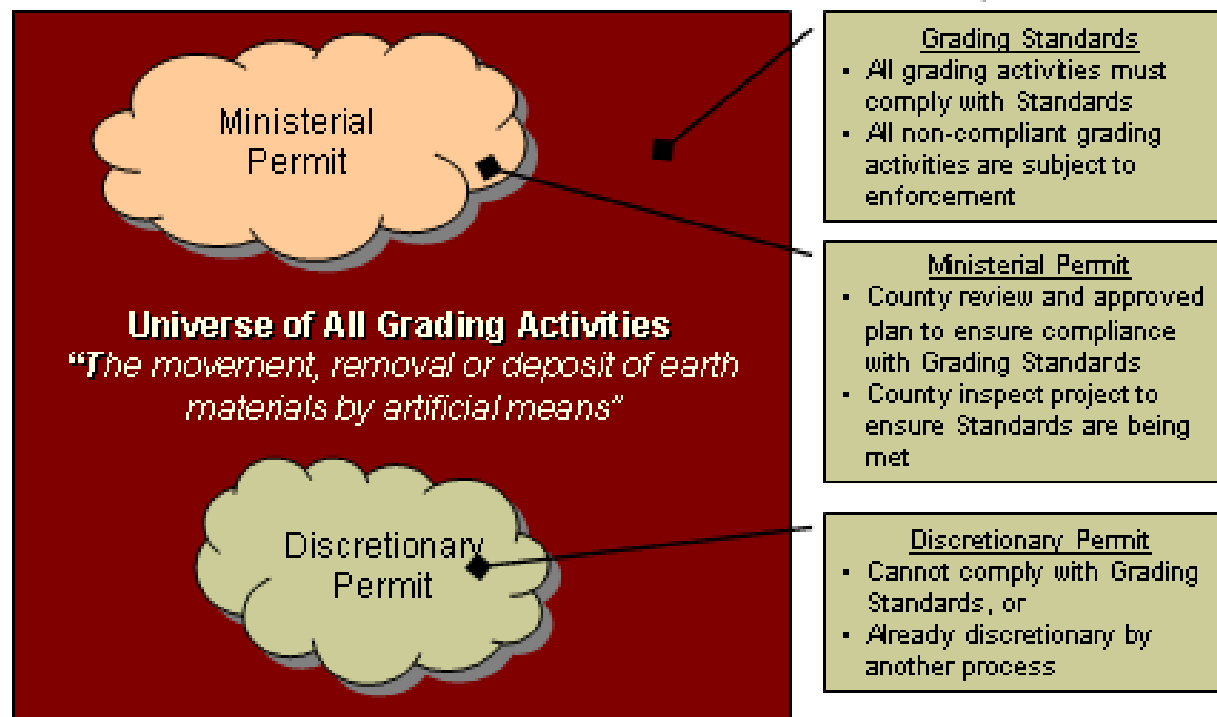 Ministerial
Permit
Universe of All Grading Activities
“The movement, removal or deposit of earth
materials by artificial means”
Discretionary
Permit
Grading Standards
▪ All grading activities must
comply with Standards
▪ All non-compliant grading
activities are subject to
enforcement
Ministerial Permit
▪ County review and approved
plan to ensure compliance
with Grading Standards
▪ County inspect project to
ensure Standards are being
met
Discretionary Permit
▪ Cannot comply with Grading
Standards, or
▪ Already discretionary by
another process